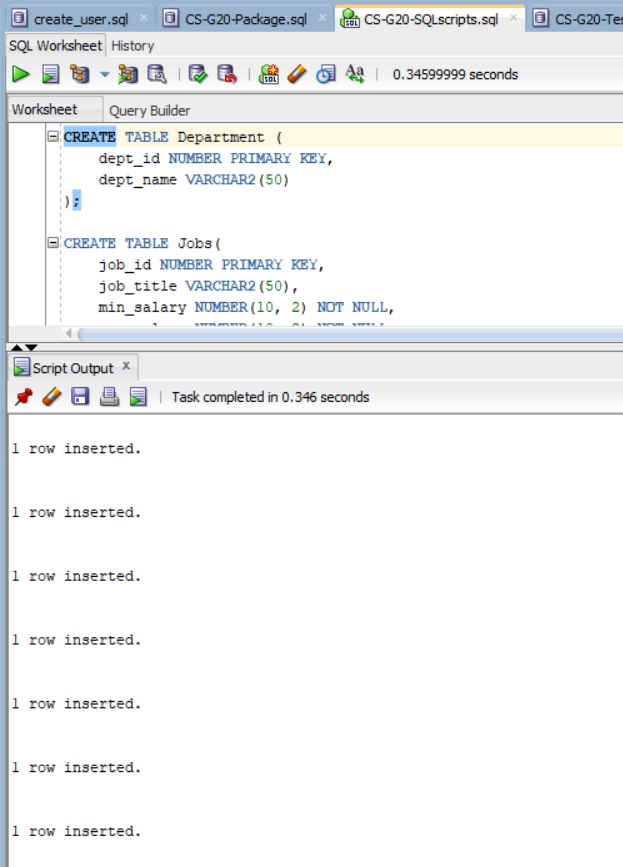 create_user.sql CS-G20-Package.sql CS-G20-SQLscripts.sql CS-G20-Tes
SQL Worksheet History
0.34599999 seconds
Worksheet Query Builder
CREATE TABLE Department (
dept_id NUMBER PRIMARY KEY,
dept_name VARCHAR2(50)
);
CREATE TABLE Jobs(
job_id NUMBER PRIMARY KEY,
job_title VARCHAR2(50),
min_salary NUMBER(10, 2) NOT NULL,
Script Output x
Task completed in 0.346 seconds
1 row inserted.
1 row inserted.
1 row inserted.
1 row inserted.
1 row inserted.
1 row inserted.
1 row inserted.